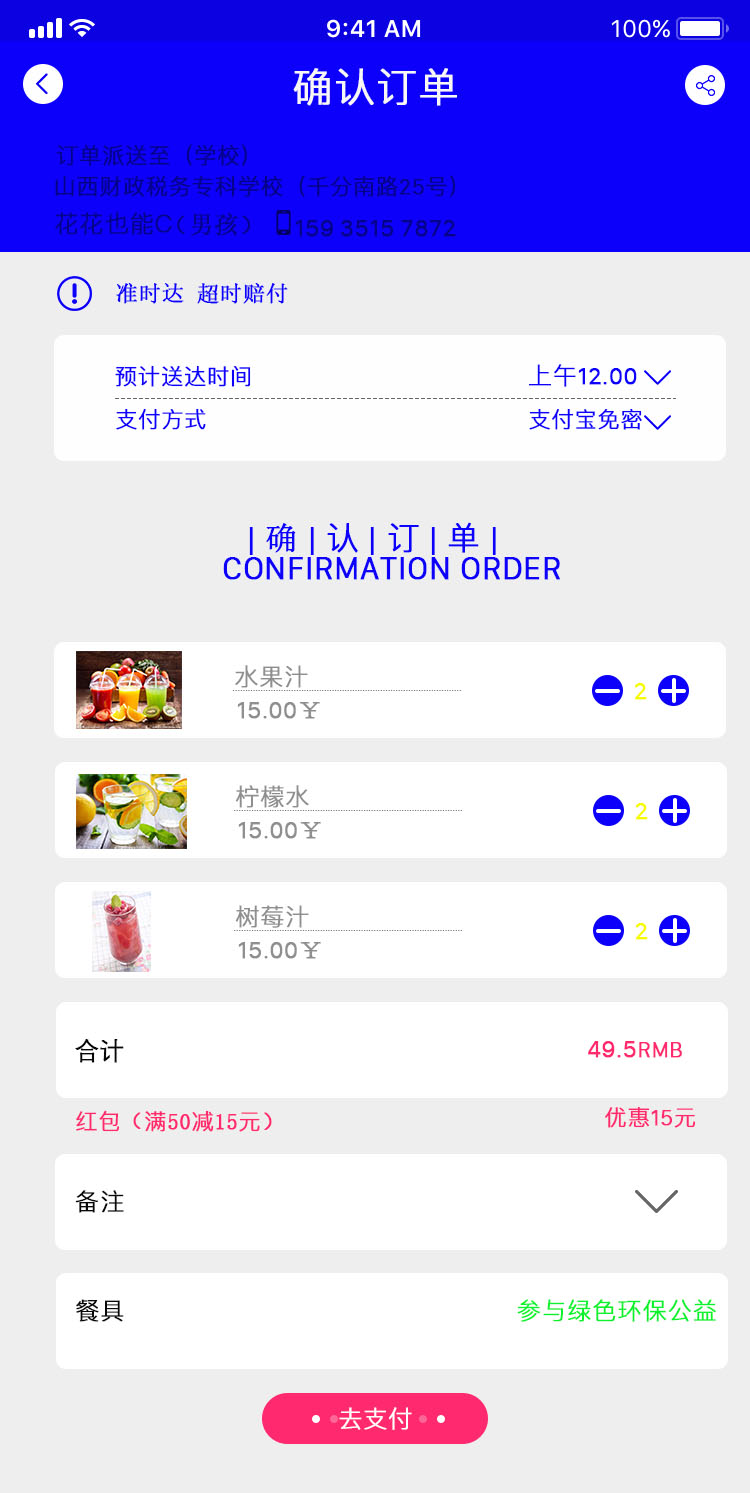 9:41 AM 100%
确认订单
订单派送至（学校）
山西财政税务专科学校（千分南路25号）
花花也能C（男孩） 159 3515 7872
准时达 超时赔付
预计送达时间 上午12.00
支付方式 支付宝免密
| 确 | 认 | 订 | 单 |
CONFIRMATION ORDER
水果汁
15.00¥ 2
柠檬水
15.00¥ 2
树莓汁
15.00¥ 2
合计 49.5RMB
红包（满50减15元） 优惠15元
备注
餐具 参与绿色环保公益
去支付